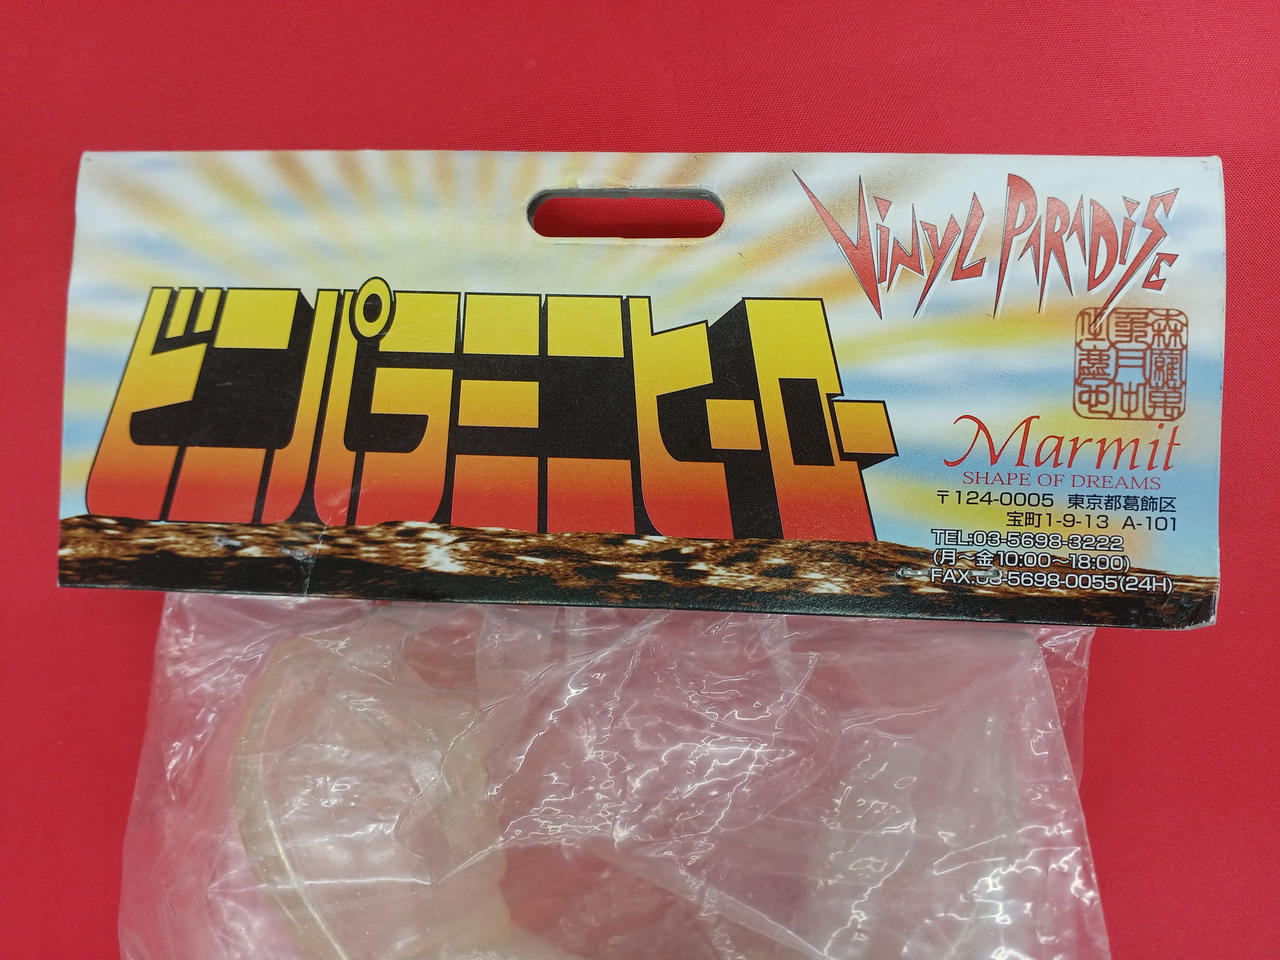 VINYL PARADISE
ビニパラミニヒーロー
Marmit
SHAPE OF DREAMS
〒124-0005 東京都葛飾区
宝町1-9-13 A-101
TEL:03-5698-3222
(月～金10:00～18:00)
FAX.03-5698-0055(24H)